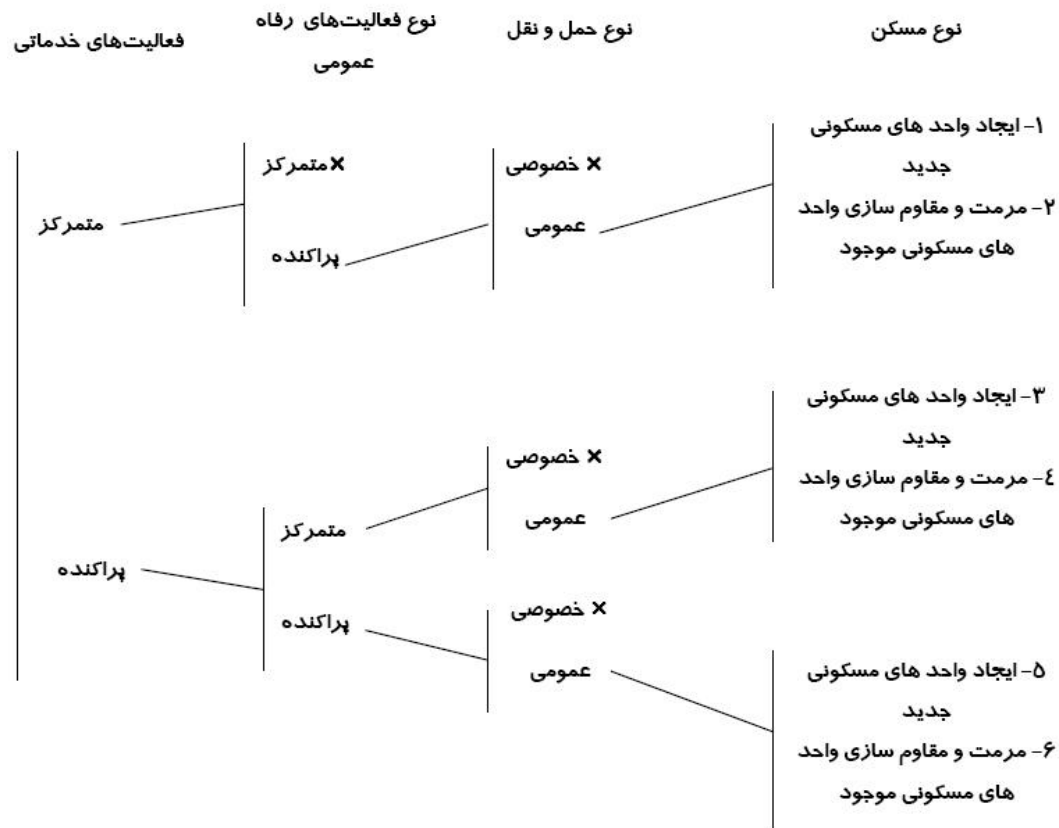 فعالیت‌های خدماتی
نوع فعالیت‌های رفاه
عمومی
نوع حمل و نقل
نوع مسکن
متمرکز
×متمرکز
پراکنده
× خصوصی
عمومی
۱- ایجاد واحد های مسکونی
جدید
۲- مرمت و مقاوم سازی واحد
های مسکونی موجود
پراکنده
متمرکز
× خصوصی
عمومی
۳- ایجاد واحد های مسکونی
جدید
٤- مرمت و مقاوم سازی واحد
های مسکونی موجود
پراکنده
× خصوصی
عمومی
۵- ایجاد واحد های مسکونی
جدید
۶- مرمت و مقاوم سازی واحد
های مسکونی موجود